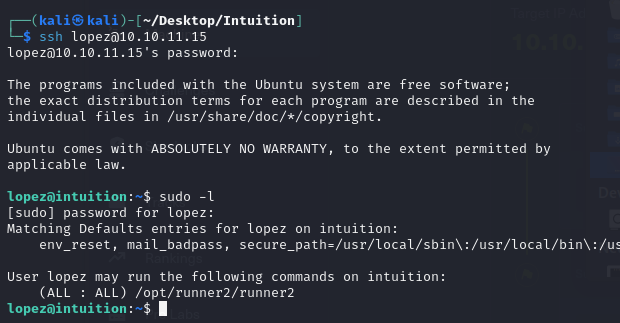 ┌──(kali㉿kali)-[~/Desktop/Intuition]
└─$ ssh lopez@10.10.11.15
lopez@10.10.11.15's password:

The programs included with the Ubuntu system are free software;
the exact distribution terms for each program are described in the
individual files in /usr/share/doc/*/copyright.

Ubuntu comes with ABSOLUTELY NO WARRANTY, to the extent permitted by
applicable law.

lopez@intuition:~$ sudo -l
[sudo] password for lopez:
Matching Defaults entries for lopez on intuition:
    env_reset, mail_badpass, secure_path=/usr/local/sbin\:/usr/local/bin\:/us

User lopez may run the following commands on intuition:
    (ALL : ALL) /opt/runner2/runner2
lopez@intuition:~$